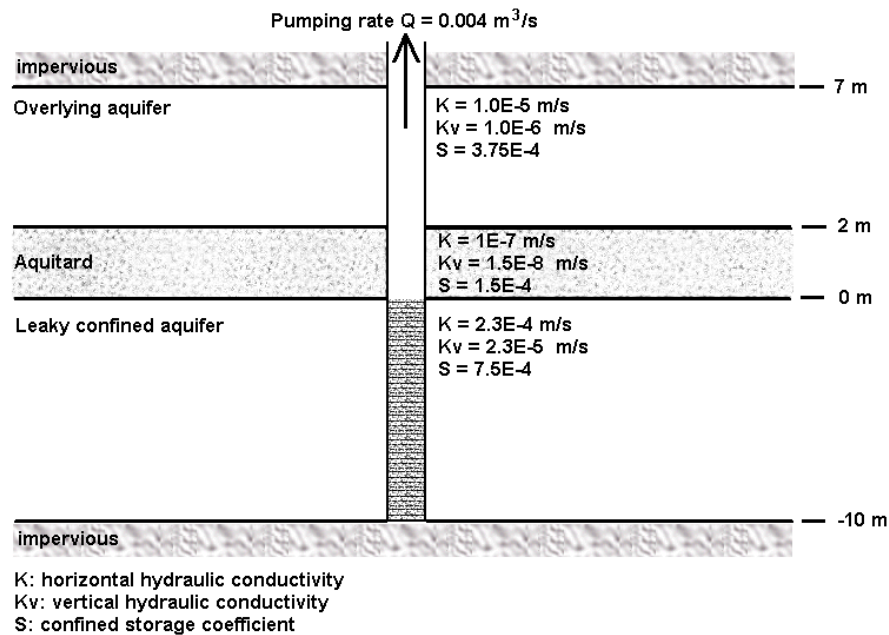 Pumping rate Q = 0.004 m³/s
impervious
7 m
Overlying aquifer
K = 1.0E-5 m/s
Kv = 1.0E-6 m/s
S = 3.75E-4
2 m
Aquitard
K = 1E-7 m/s
Kv = 1.5E-8 m/s
S = 1.5E-4
0 m
Leaky confined aquifer
K = 2.3E-4 m/s
Kv = 2.3E-5 m/s
S = 7.5E-4
-10 m
impervious
K: horizontal hydraulic conductivity
Kv: vertical hydraulic conductivity
S: confined storage coefficient